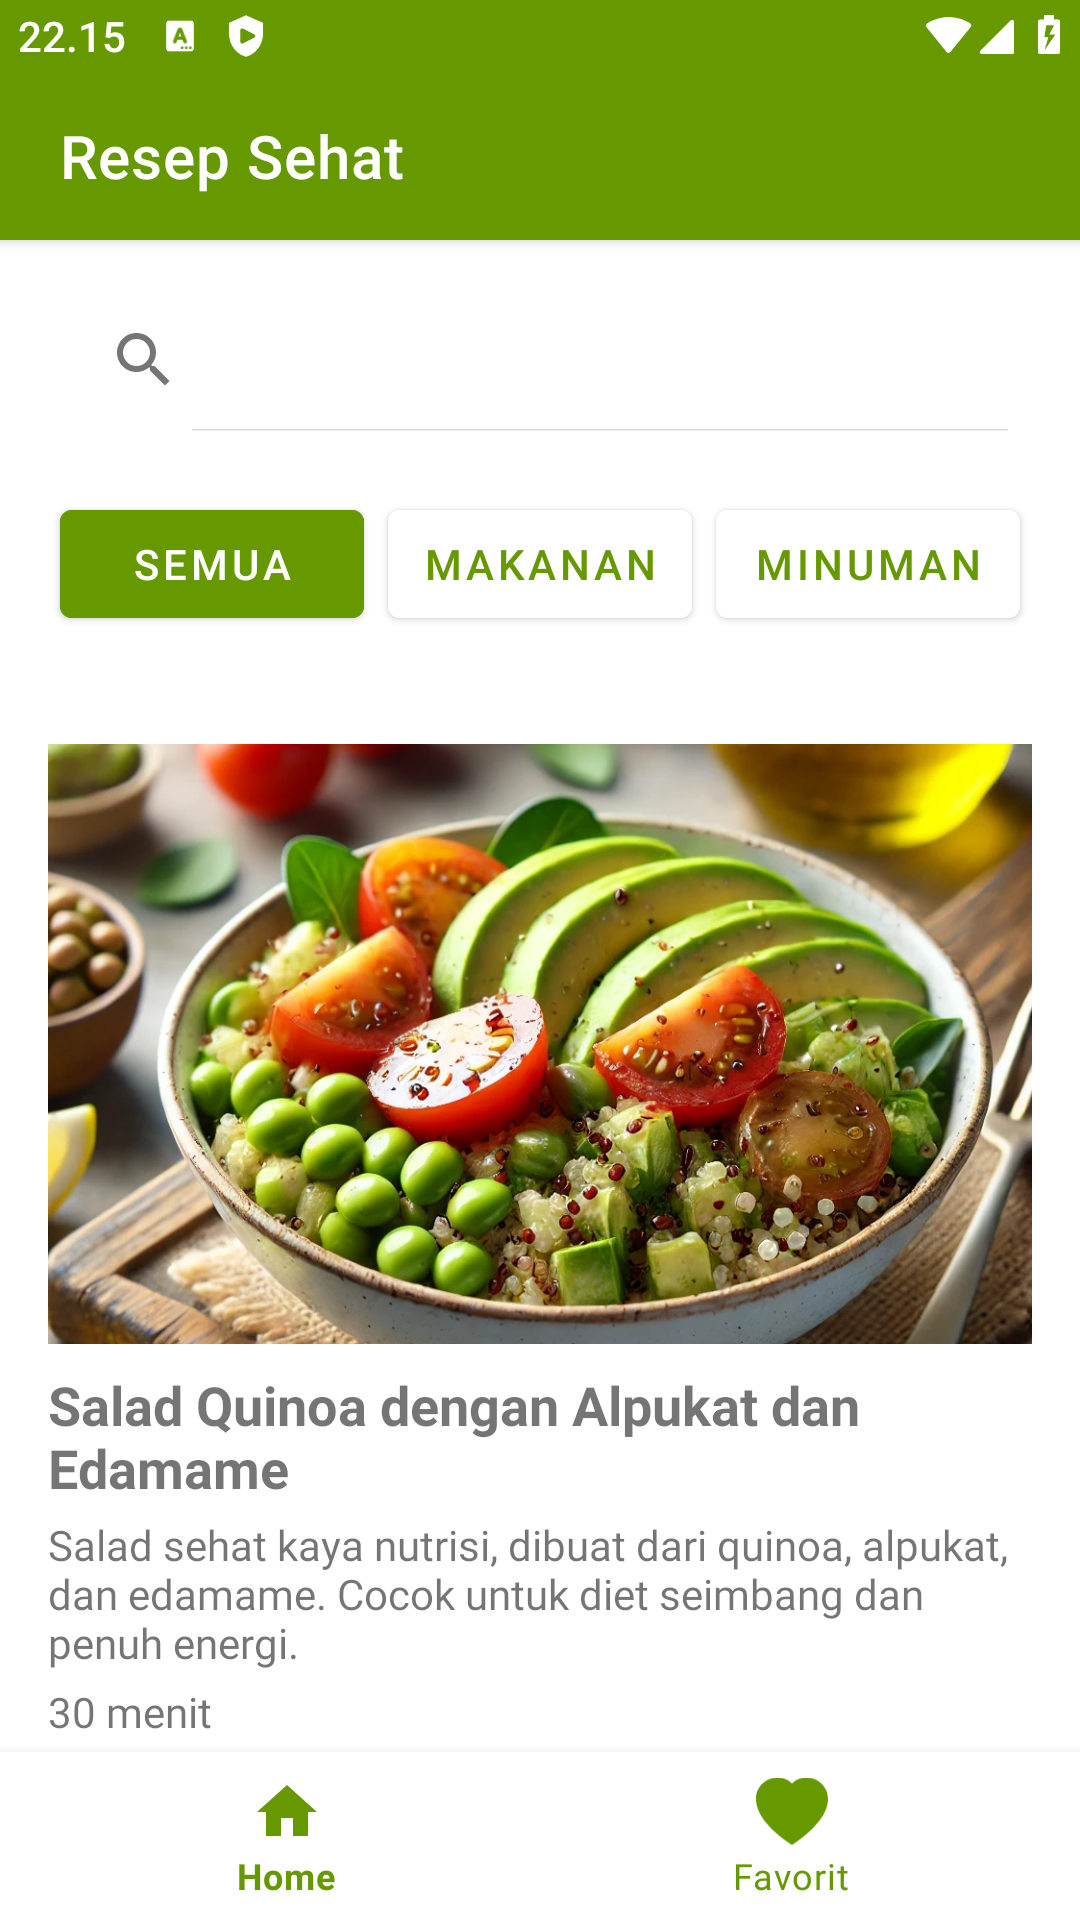 22.15
Resep Sehat
SEMUA
MAKANAN
MINUMAN
Salad Quinoa dengan Alpukat dan
Edamame
Salad sehat kaya nutrisi, dibuat dari quinoa, alpukat,
dan edamame. Cocok untuk diet seimbang dan
penuh energi.
30 menit
Home
Favorit